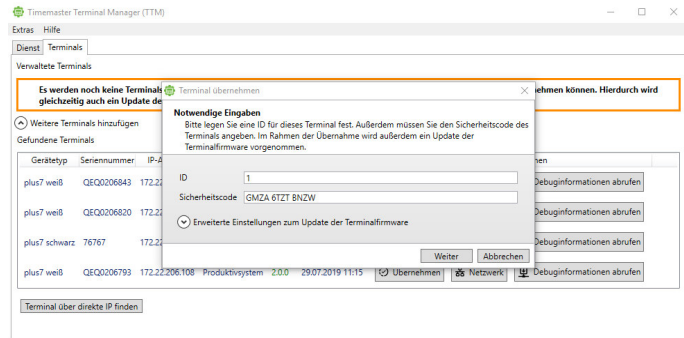 Timemaster Terminal Manager (TTM)
Extras Hilfe
Dienst Terminals
Verwaltete Terminals
Es werden noch keine Terminals
ehmen können. Hierdurch wird
gleichzeitig auch ein Update de
Terminal übernehmen
Notwendige Eingaben
Bitte legen Sie eine ID für dieses Terminal fest. Außerdem müssen Sie den Sicherheitscode des
Terminals angeben. Im Rahmen der Übernahme wird außerdem ein Update der
Terminalfirmware vorgenommen.
ID 1
Sicherheitscode GMZA 6TZT BNZW
Erweiterte Einstellungen zum Update der Terminalfirmware
Weiter Abbrechen
Weitere Terminals hinzufügen
Gefundene Terminals
Gerätetyp Seriennummer IP-A
plus7 weiß QEQ0206843 172.22 Debuginformationen abrufen
plus7 weiß QEQ0206820 172.22 Debuginformationen abrufen
plus7 schwarz 76767 172.22 Debuginformationen abrufen
plus7 weiß QEQ0206793 172.22.206.108 Produktivsystem 2.0.0 29.07.2019 11:15 Übernehmen Netzwerk Debuginformationen abrufen
Terminal über direkte IP finden